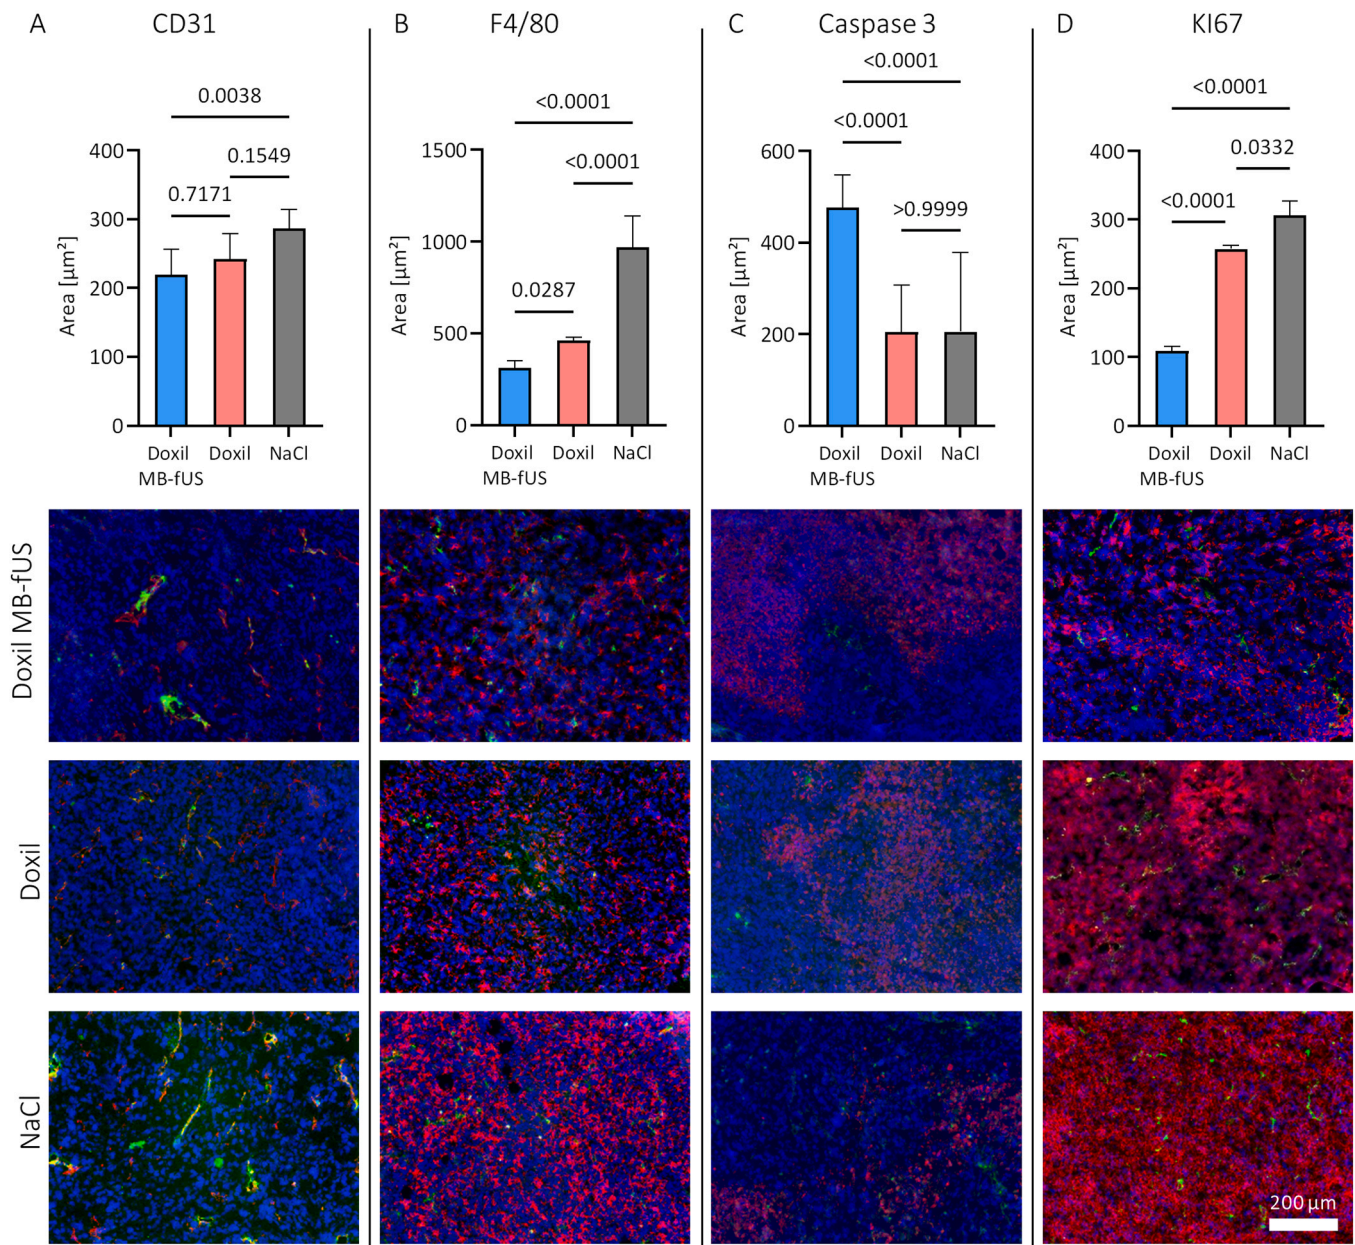 A CD31
B F4/80
C Caspase 3
D KI67
0.0038
0.1549
0.7171
400
300
200
100
0
Area [µm²]
Doxil MB-fUS
Doxil
NaCl
<0.0001
<0.0001
0.0287
1500
1000
500
0
Area [µm²]
Doxil MB-fUS
Doxil
NaCl
<0.0001
<0.0001
>0.9999
600
400
200
0
Area [µm²]
Doxil MB-fUS
Doxil
NaCl
<0.0001
0.0332
<0.0001
400
300
200
100
0
Area [µm²]
Doxil MB-fUS
Doxil
NaCl
Doxil MB-fUS
Doxil
NaCl
200 µm